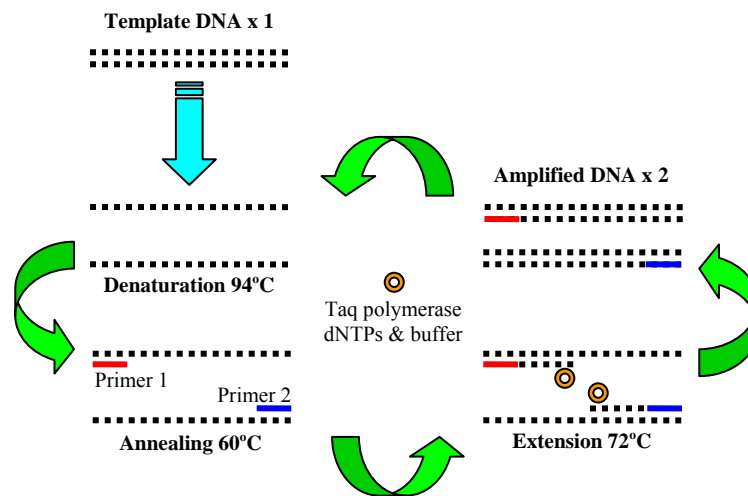 Template DNA x 1
Denaturation 94ºC
Primer 1
Primer 2
Annealing 60ºC
Taq polymerase
dNTPs & buffer
Amplified DNA x 2
Extension 72ºC